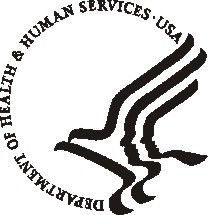 DEPARTMENT OF HEALTH & HUMAN SERVICES · USA